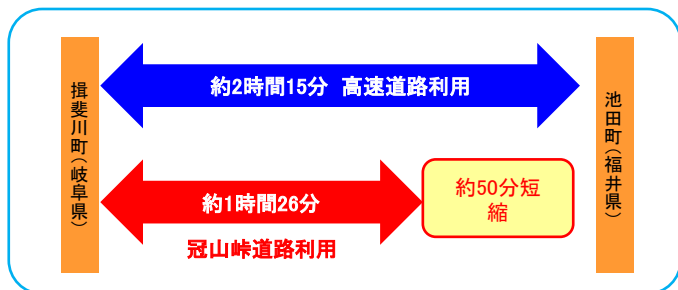 揖斐川町（岐阜県）
約2時間15分 高速道路利用
約1時間26分
冠山峠道路利用
約50分短
縮
池田町（福井県）